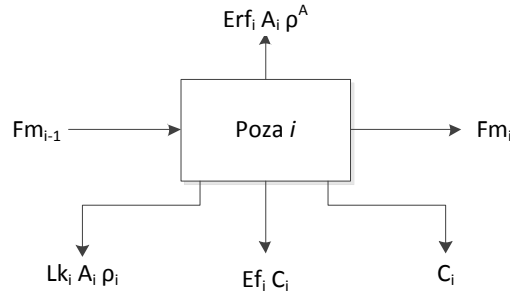 Erfᵢ Aᵢ ρᴬ
Fmᵢ₋₁ Poza i Fmᵢ
Lkᵢ Aᵢ ρᵢ Efᵢ Cᵢ Cᵢ